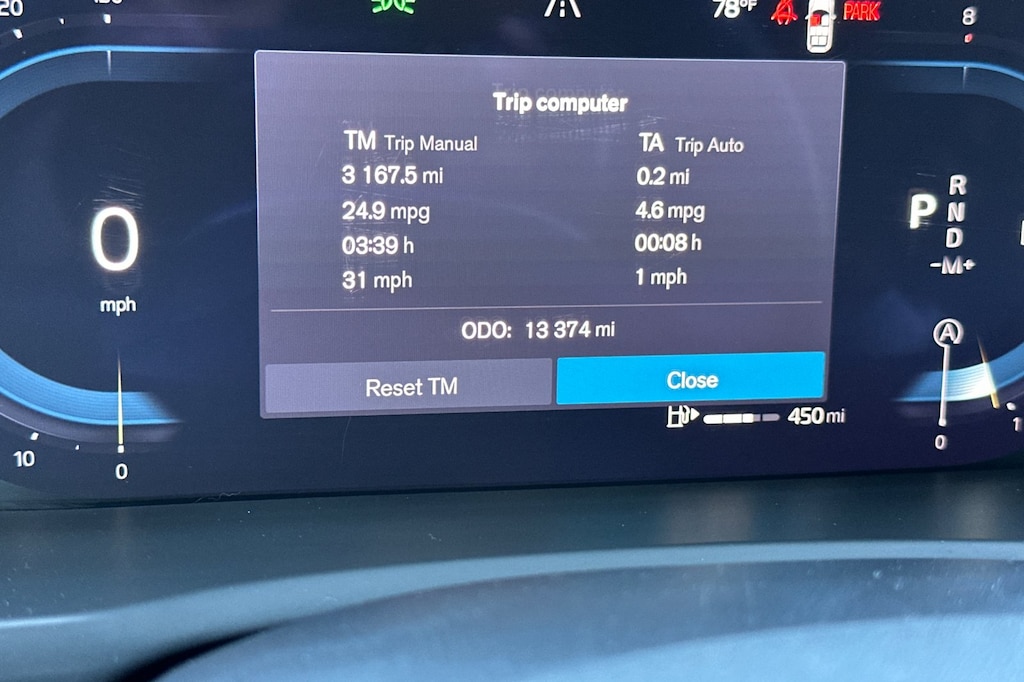 20
78°F
PARK
8
Trip computer
TM Trip Manual
TA Trip Auto
3 167.5 mi
0.2 mi
24.9 mpg
4.6 mpg
03:39 h
00:08 h
31 mph
1 mph
ODO: 13 374 mi
Reset TM
Close
450 mi
0
mph
10
0
P
R
N
D
-M+
A
0
1